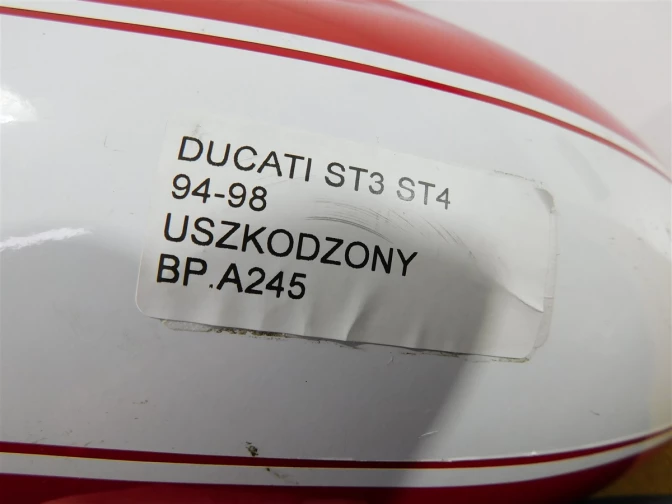 DUCATI ST3 ST4
94-98
USZKODZONY
BP.A245